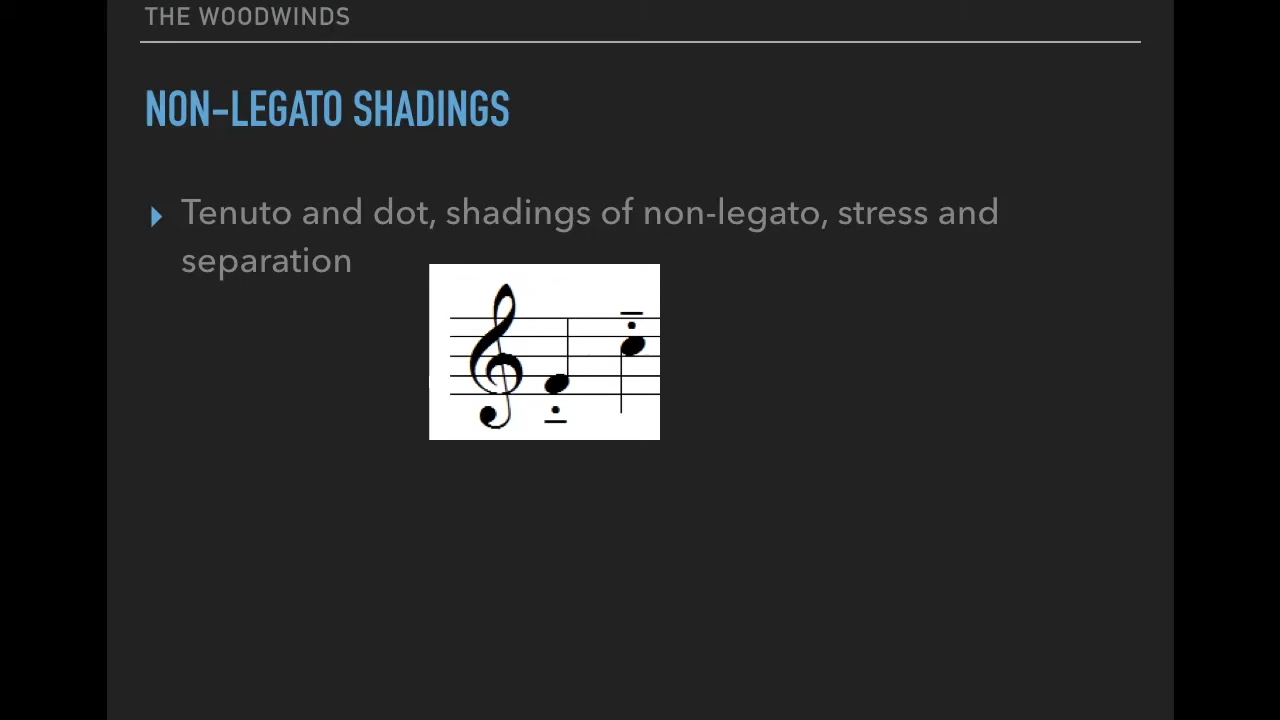 THE WOODWINDS
NON-LEGATO SHADINGS
Tenuto and dot, shadings of non-legato, stress and
separation